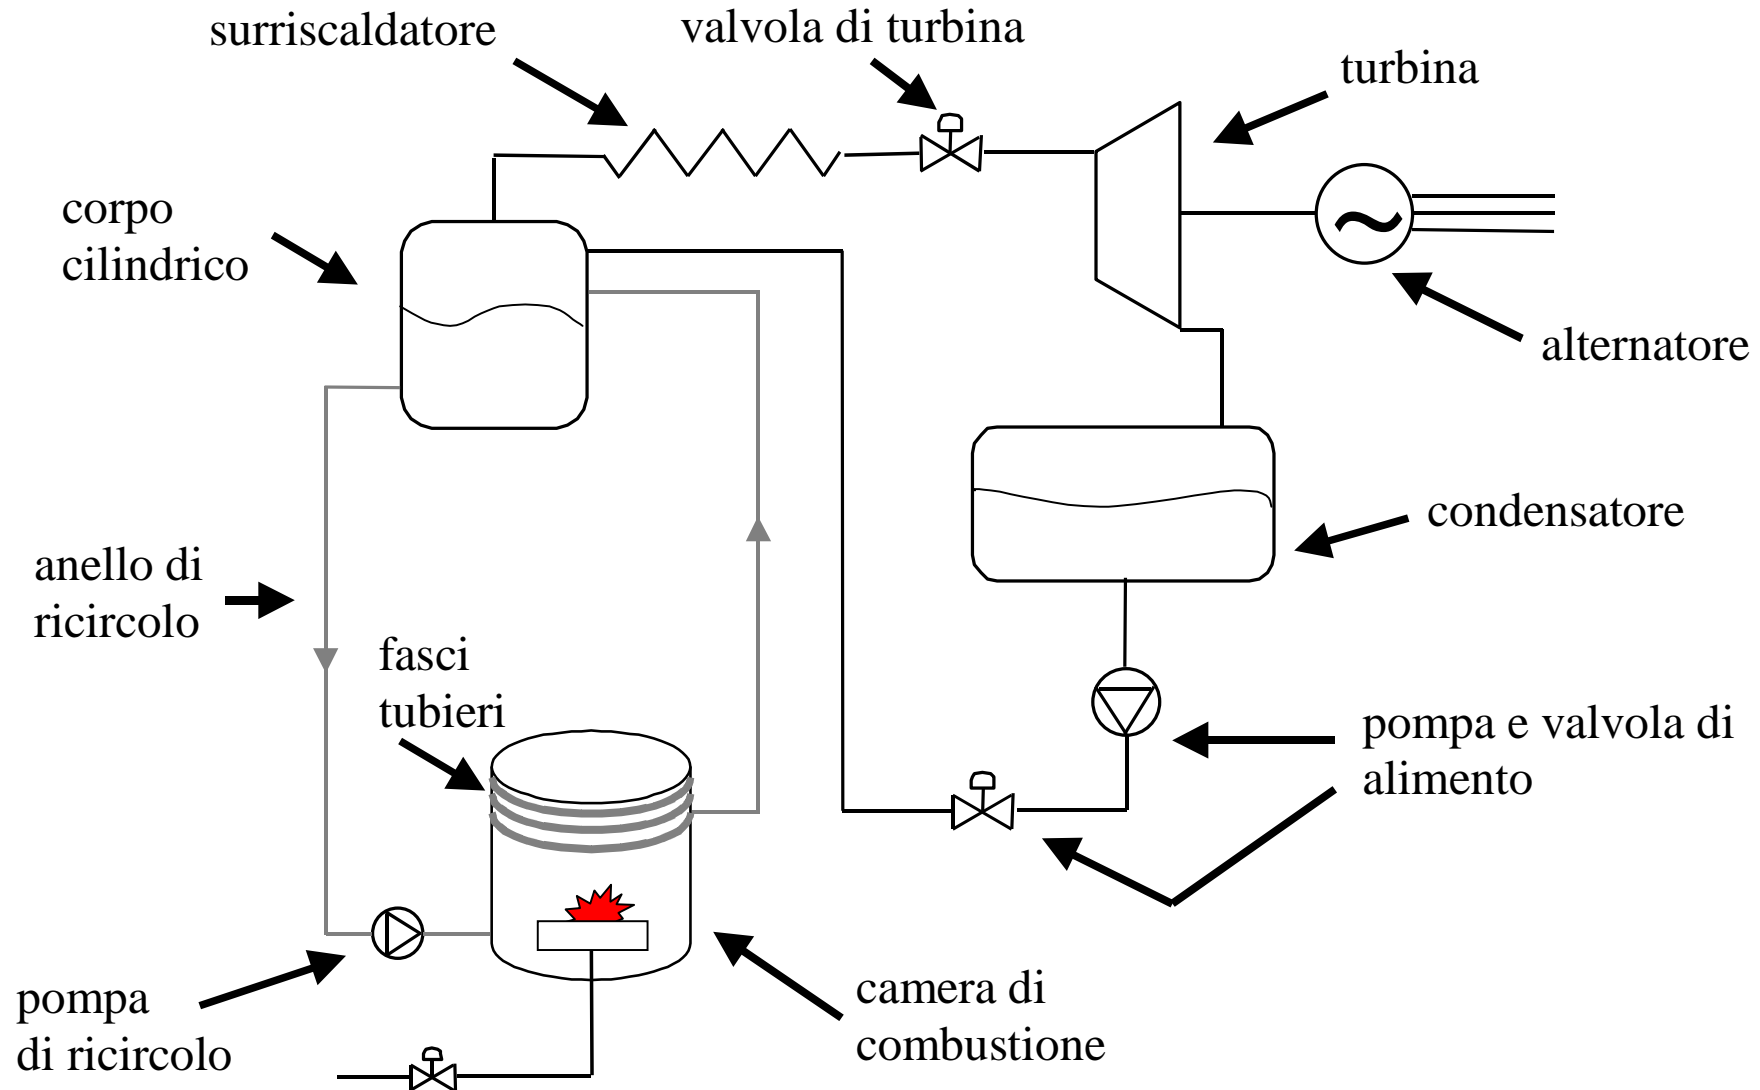 surriscaldatore
valvola di turbina
turbina
corpo
cilindrico
alternatore
condensatore
anello di
ricircolo
fasci
tubieri
pompa e valvola di
alimento
pompa
di ricircolo
camera di
combustione